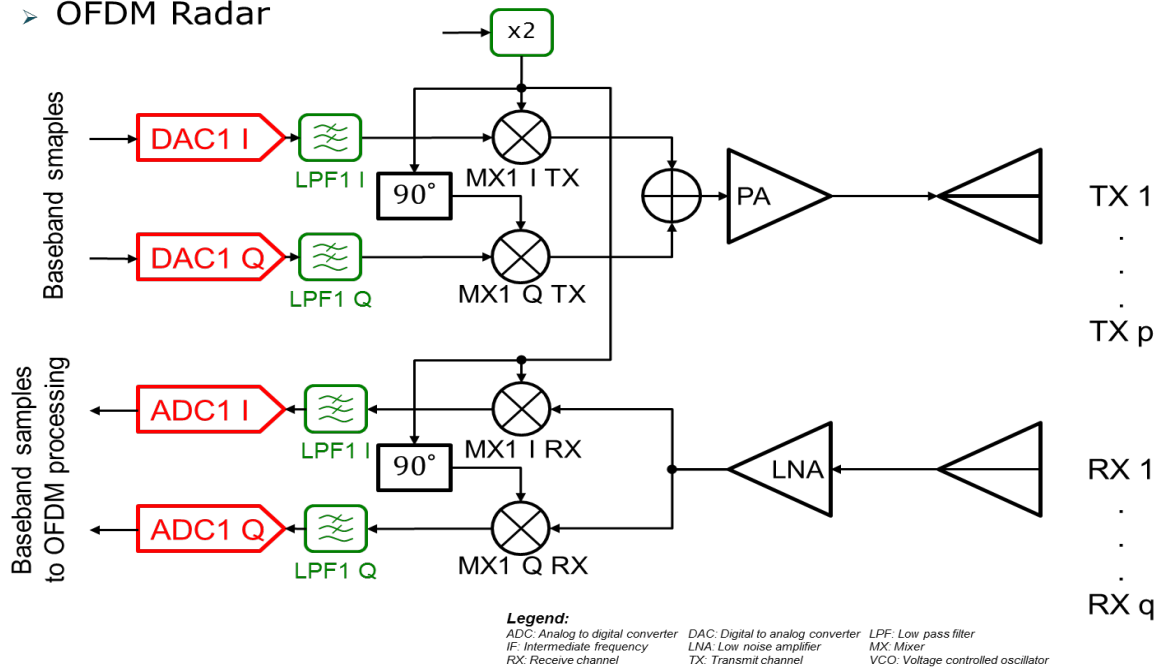 ➢ OFDM Radar
x2
Baseband smaples
DAC1 I
LPF1 I
MX1 I TX
90°
DAC1 Q
LPF1 Q
MX1 Q TX
PA
TX 1
.
.
.
TX p
Baseband samples
to OFDM processing
ADC1 I
LPF1 I
MX1 I RX
90°
ADC1 Q
LPF1 Q
MX1 Q RX
LNA
RX 1
.
.
.
RX q
Legend:
ADC: Analog to digital converter DAC: Digital to analog converter LPF: Low pass filter
IF: Intermediate frequency LNA: Low noise amplifier MX: Mixer
RX: Receive channel TX: Transmit channel VCO: Voltage controlled oscillator